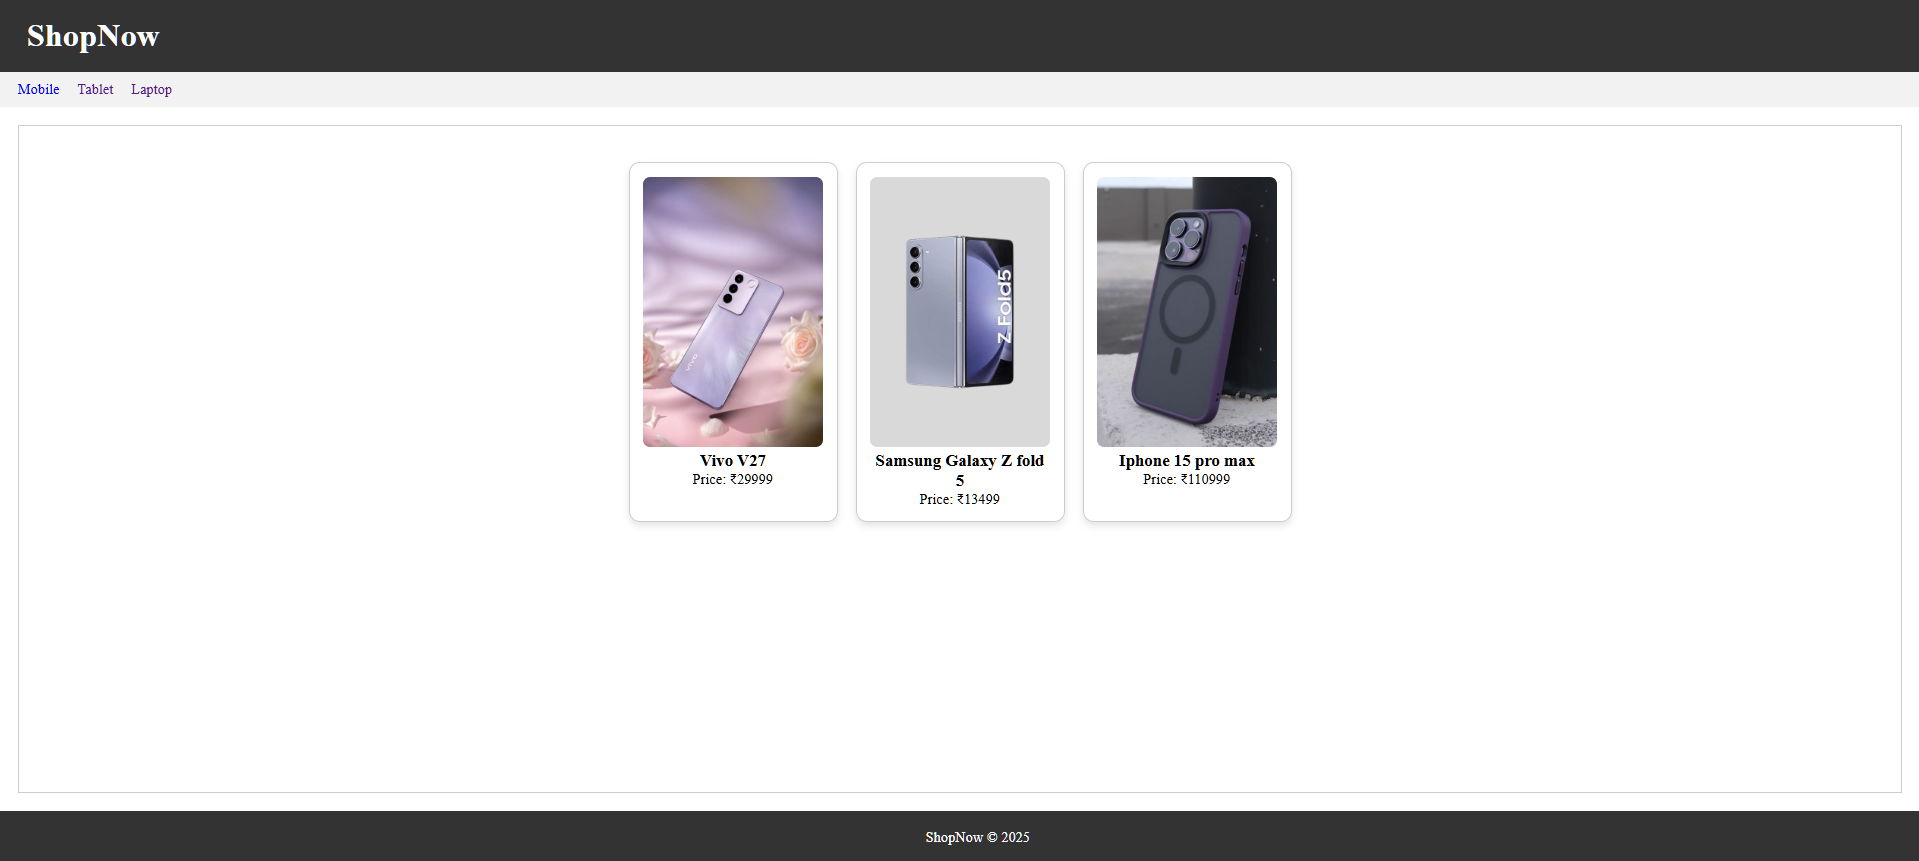 ShopNow
Mobile Tablet Laptop
vivo
Z Fold5
Vivo V27
Price: ₹29999
Samsung Galaxy Z fold
5
Price: ₹13499
Iphone 15 pro max
Price: ₹110999
ShopNow © 2025